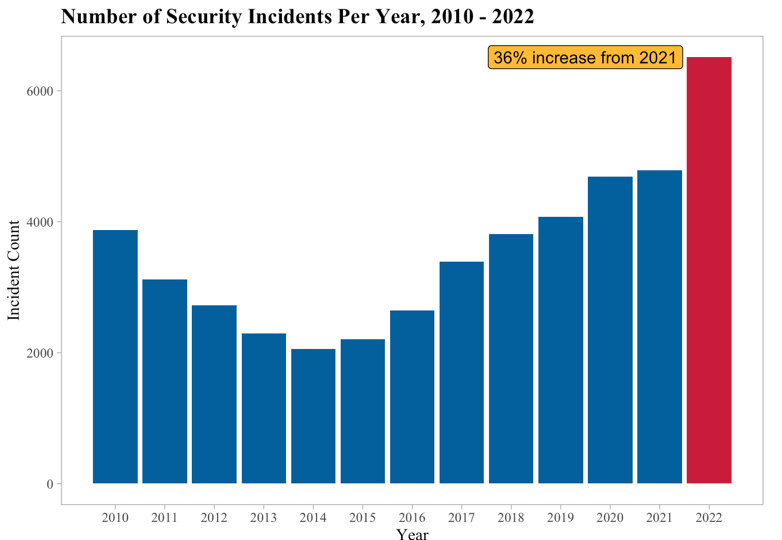 Number of Security Incidents Per Year, 2010 - 2022
36% increase from 2021
6000
4000
2000
0
Incident Count
2010 2011 2012 2013 2014 2015 2016 2017 2018 2019 2020 2021 2022
Year